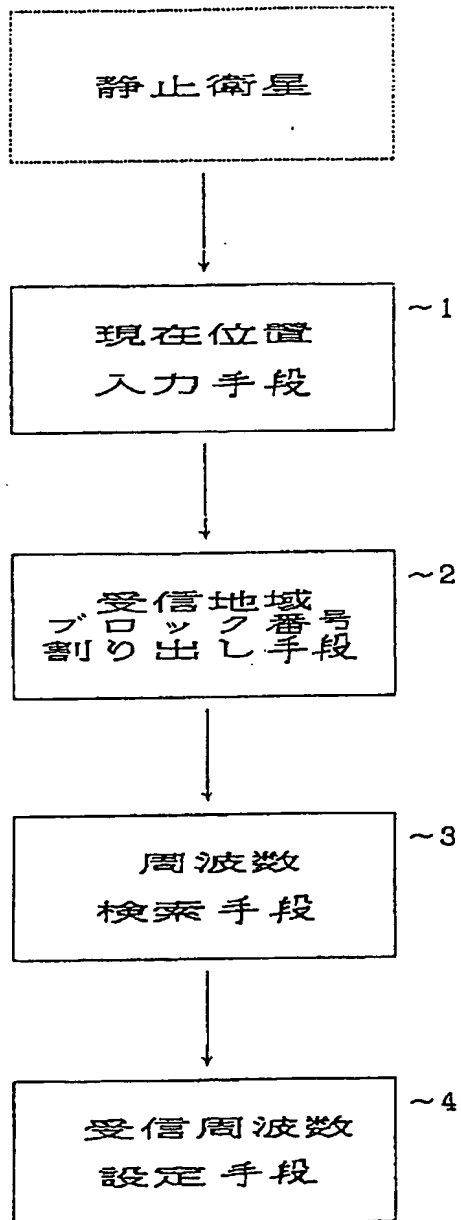 静止衛星
~1
現在位置
入力手段
~2
受信地域
ブロック番号
割り出し手段
~3
周波数
検索手段
~4
受信周波数
設定手段